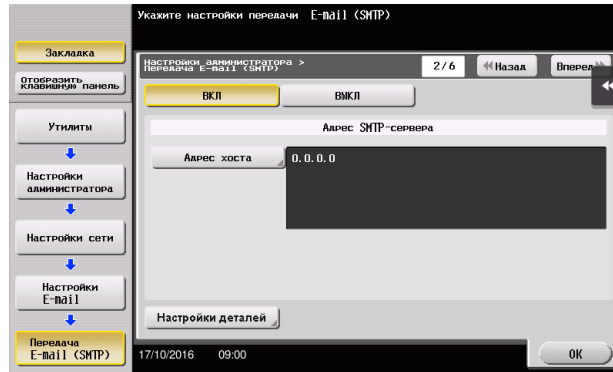 Укажите настройки передачи E-mail (SMTP)
Закладка
Отобразить
клавишную панель
Утилиты
Настройки
администратора
Настройки сети
Настройки
E-mail
Передача
E-mail (SMTP)
Настройки администратора >
Передача E-mail (SMTP)
2/6
Назад
Вперед
ВКЛ
ВЫКЛ
Адрес SMTP-сервера
Адрес хоста
0.0.0.0
Настройки деталей
17/10/2016 09:00
OK